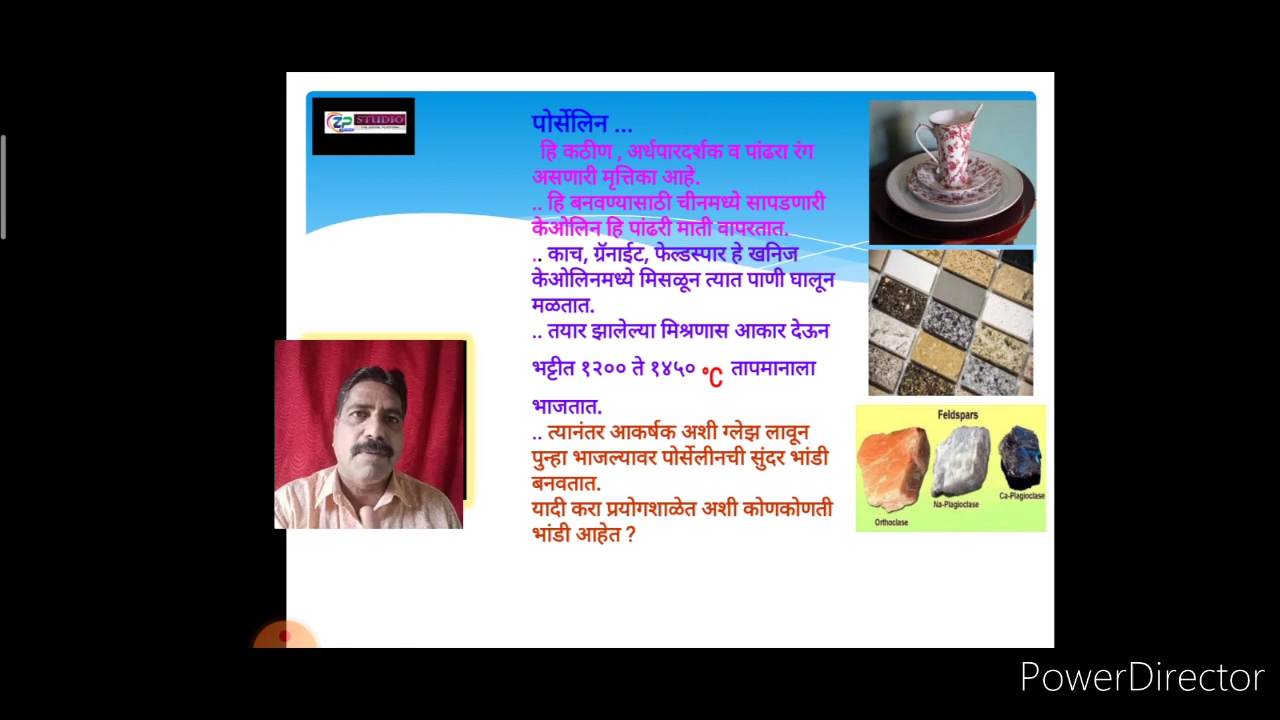 ZP STUDIO
पोर्सेलिन ...
हि कठीण , अर्धपारदर्शक व पांढरा रंग
असणारी मृत्तिका आहे.
.. हि बनवण्यासाठी चीनमध्ये सापडणारी
केओलिन हि पांढरी माती वापरतात.
.. काच, ग्रॅनाईट, फेल्डस्पार हे खनिज
केओलिनमध्ये मिसळून त्यात पाणी घालून
मळतात.
.. तयार झालेल्या मिश्रणास आकार देऊन
भट्टीत १२०० ते १४५० °C तापमानाला
भाजतात.
.. त्यानंतर आकर्षक अशी ग्लेझ लावून
पुन्हा भाजल्यावर पोर्सेलीनची सुंदर भांडी
बनवतात.
यादी करा प्रयोगशाळेत अशी कोणकोणती
भांडी आहेत ?
Feldspars
Orthoclase
Na-Plagioclase
Ca-Plagioclase
PowerDirector